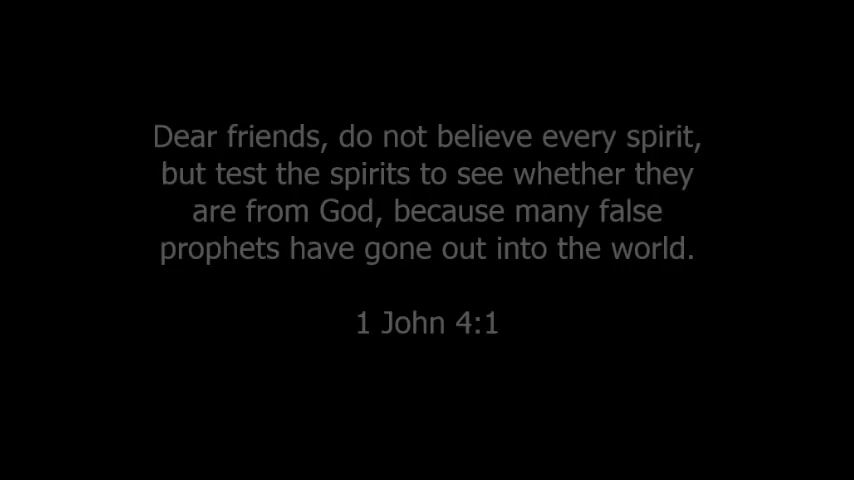 Dear friends, do not believe every spirit,
but test the spirits to see whether they
are from God, because many false
prophets have gone out into the world.
1 John 4:1